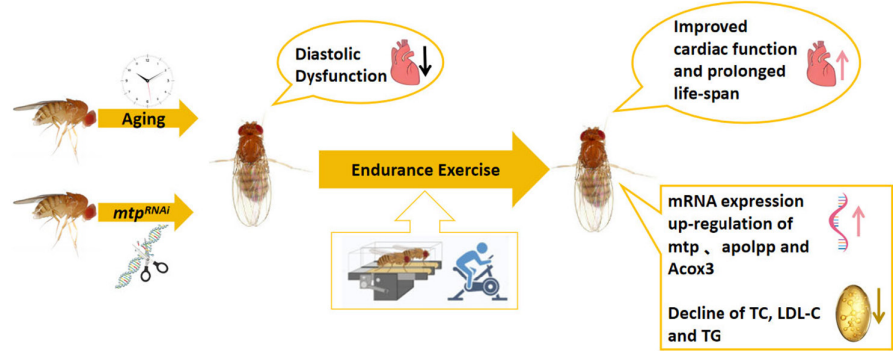 Aging
mtpRNAi
Diastolic
Dysfunction
Endurance Exercise
Improved
cardiac function
and prolonged
life-span
mRNA expression
up-regulation of
mtp 、apolpp and
Acox3
Decline of TC, LDL-C
and TG